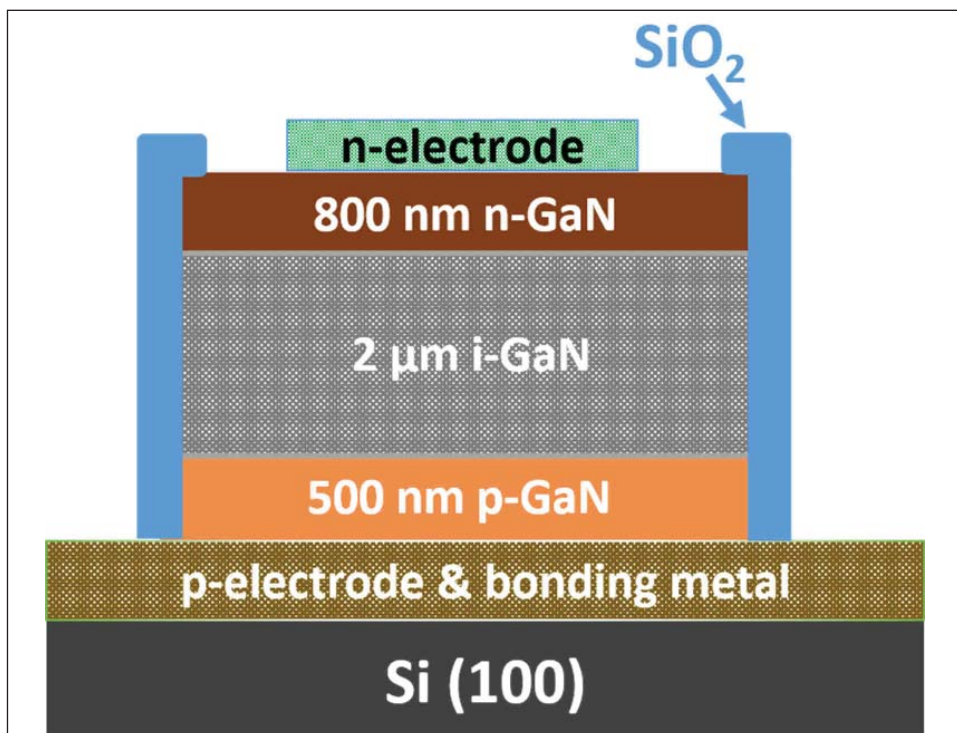 SiO₂
n-electrode
800 nm n-GaN
2 μm i-GaN
500 nm p-GaN
p-electrode & bonding metal
Si (100)